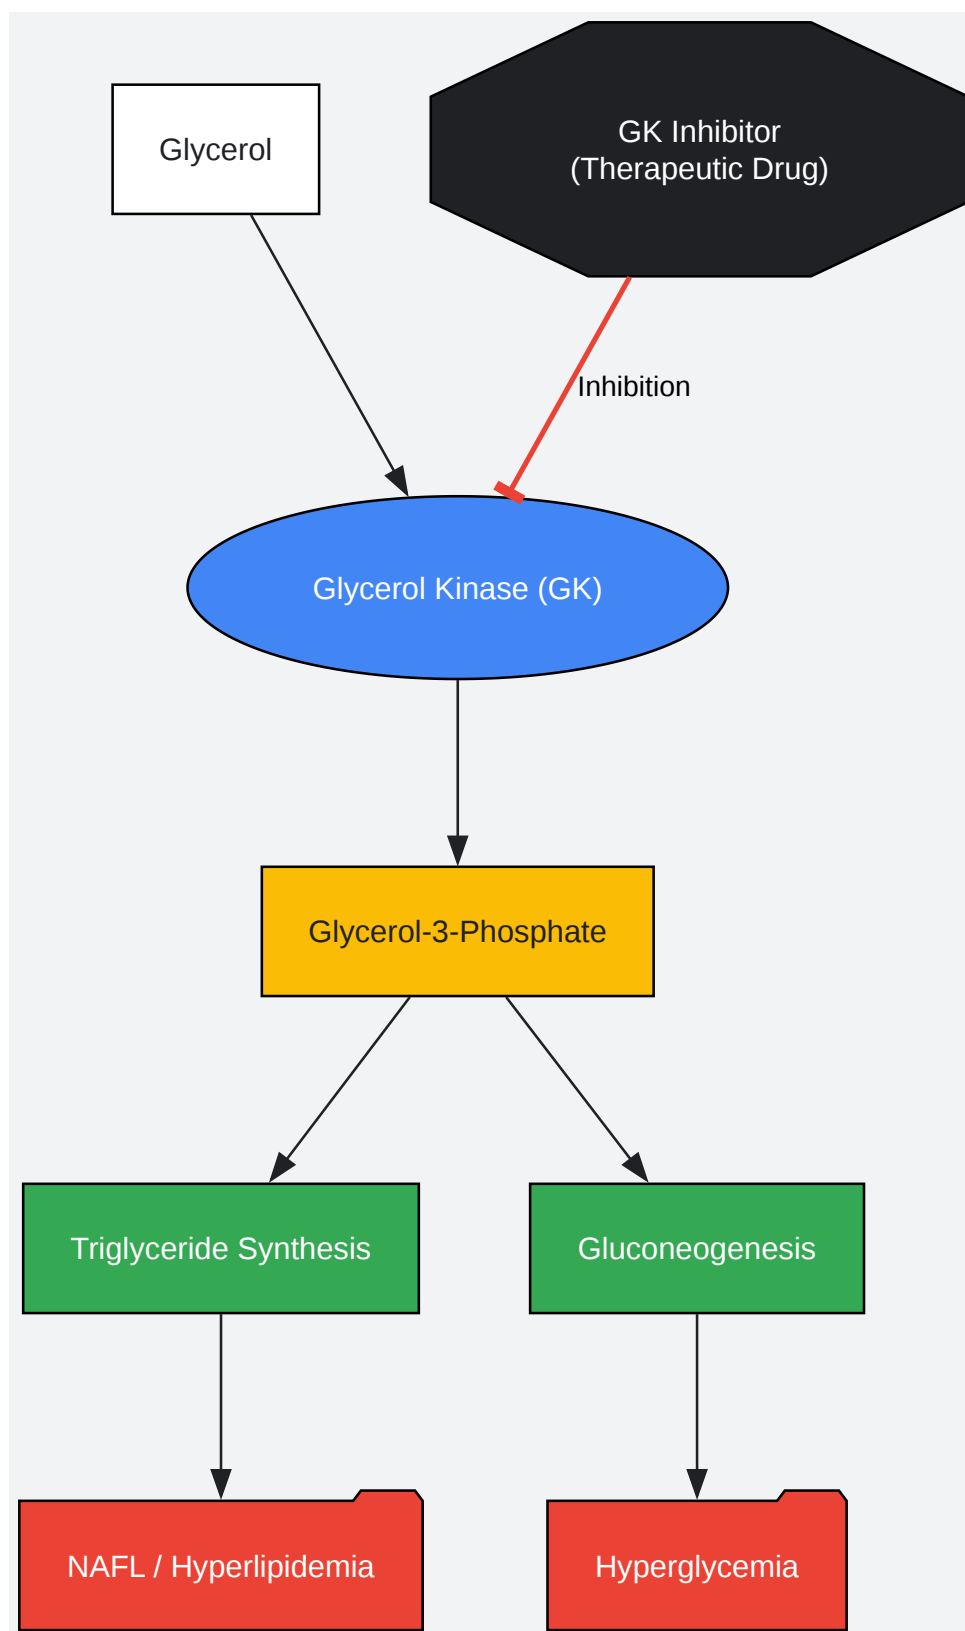 Glycerol
GK Inhibitor
(Therapeutic Drug)
Inhibition
Glycerol Kinase (GK)
Glycerol-3-Phosphate
Triglyceride Synthesis
Gluconeogenesis
NAFL / Hyperlipidemia
Hyperglycemia